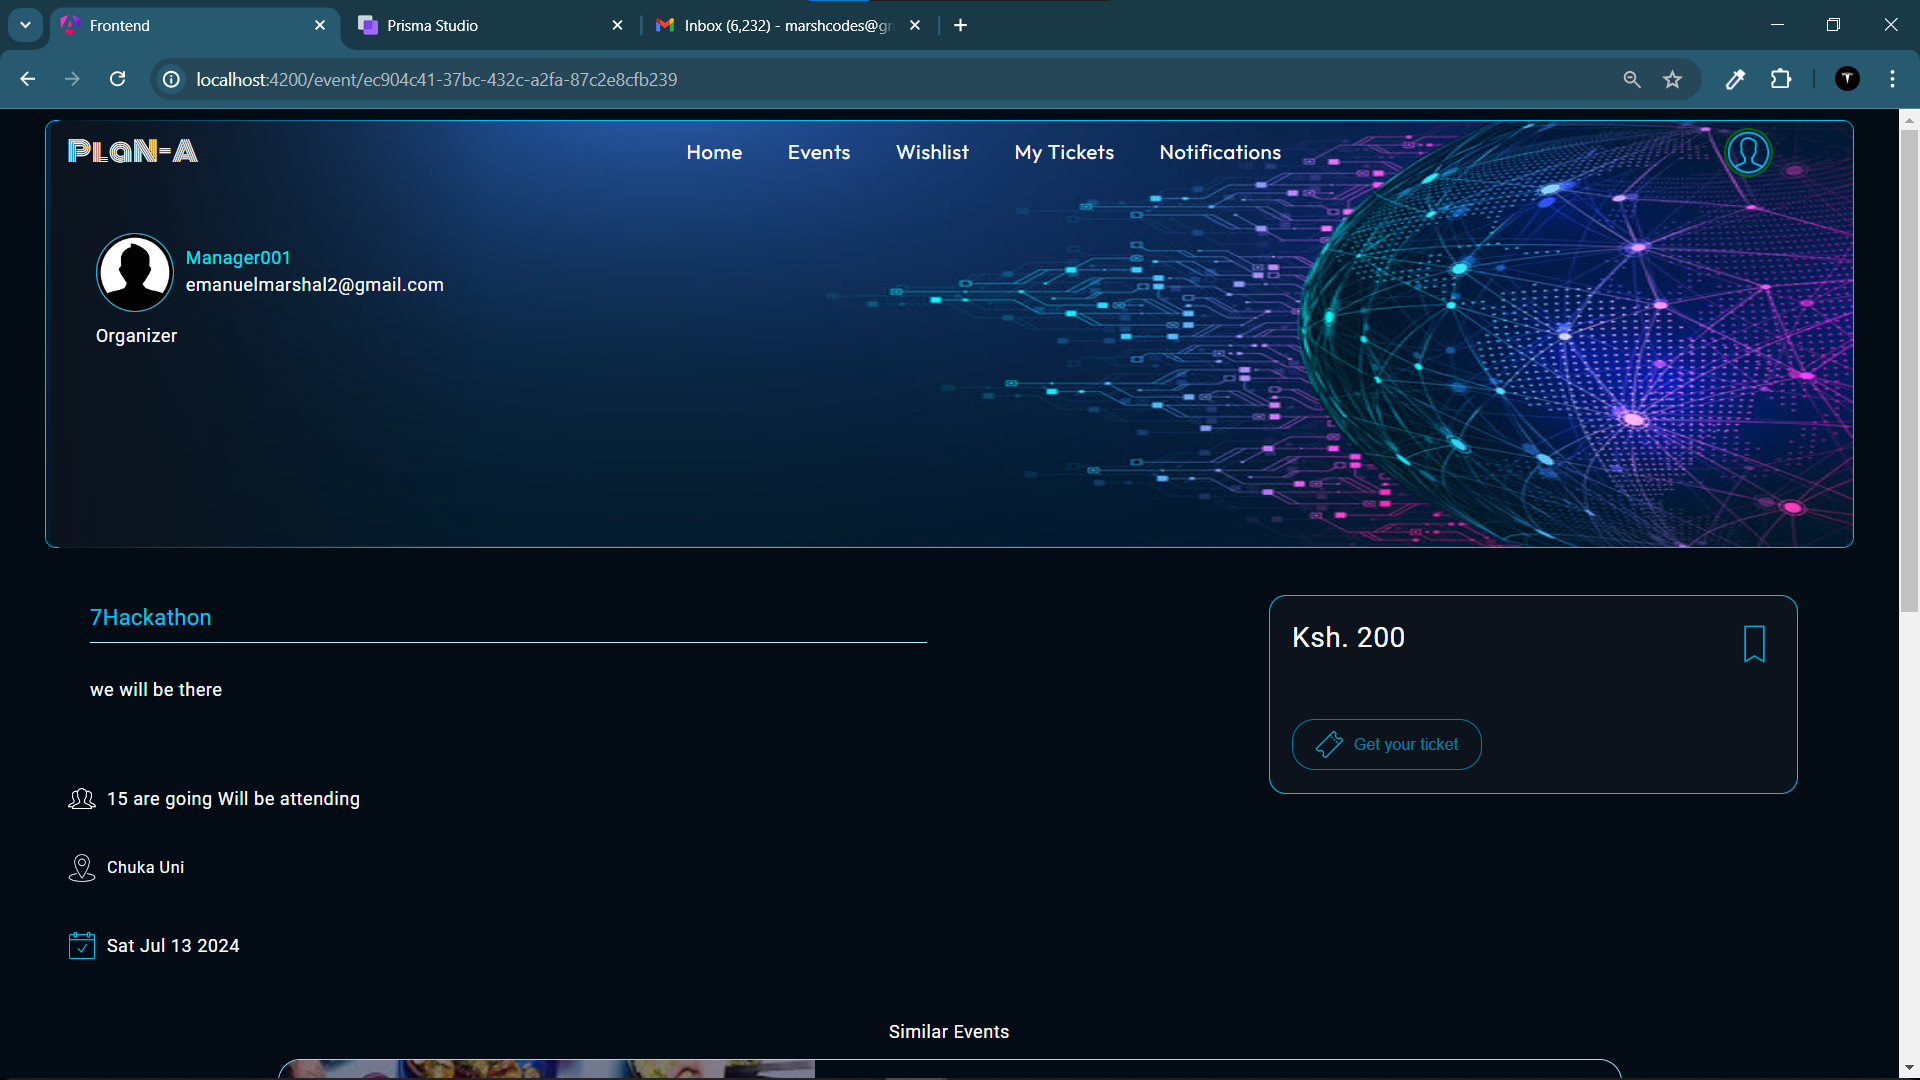 Frontend
Prisma Studio
Inbox (6,232) - marshcodes@gr
localhost:4200/event/ec904c41-37bc-432c-a2fa-87c2e8cfb239
PLaN-A
Home
Events
Wishlist
My Tickets
Notifications
Manager001
emanuelmarshal2@gmail.com
Organizer
7Hackathon
Ksh. 200
we will be there
Get your ticket
15 are going Will be attending
Chuka Uni
Sat Jul 13 2024
Similar Events